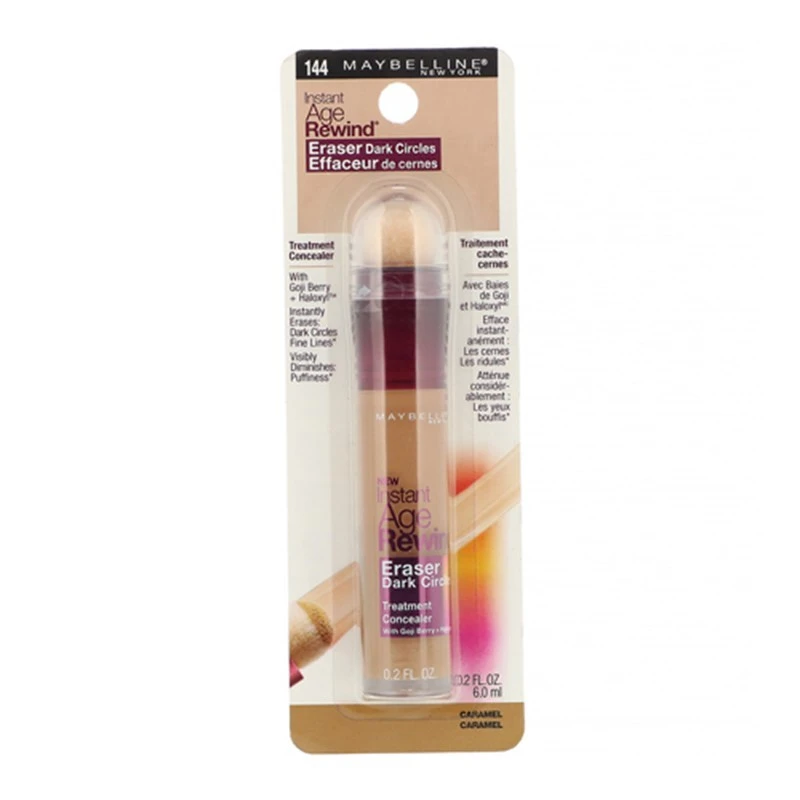 144 MAYBELLINE®
NEW YORK
Instant
Age
Rewind®
Eraser Dark Circles
Effaceur de cernes
Treatment
Concealer
With
Goji Berry
+ Haloxyl™
Instantly
Erases:
Dark Circles
Fine Lines*
Visibly
Diminishes:
Puffiness*
Traitement
cache-
cernes
Avec Baies
de Goji
et Haloxyl™
Efface
instant-
anément :
Les cernes
Les ridules*
Atténue
considér-
ablement :
Les yeux
bouffis*
MAYBELLINE
NEW
Instant
Age
Rewin
Eraser
Dark Circl
Treatment
Concealer
With Goji Berry +
0.2 FL. OZ.
0.2 FL. OZ.
6.0 ml
CARAMEL
CARAMEL